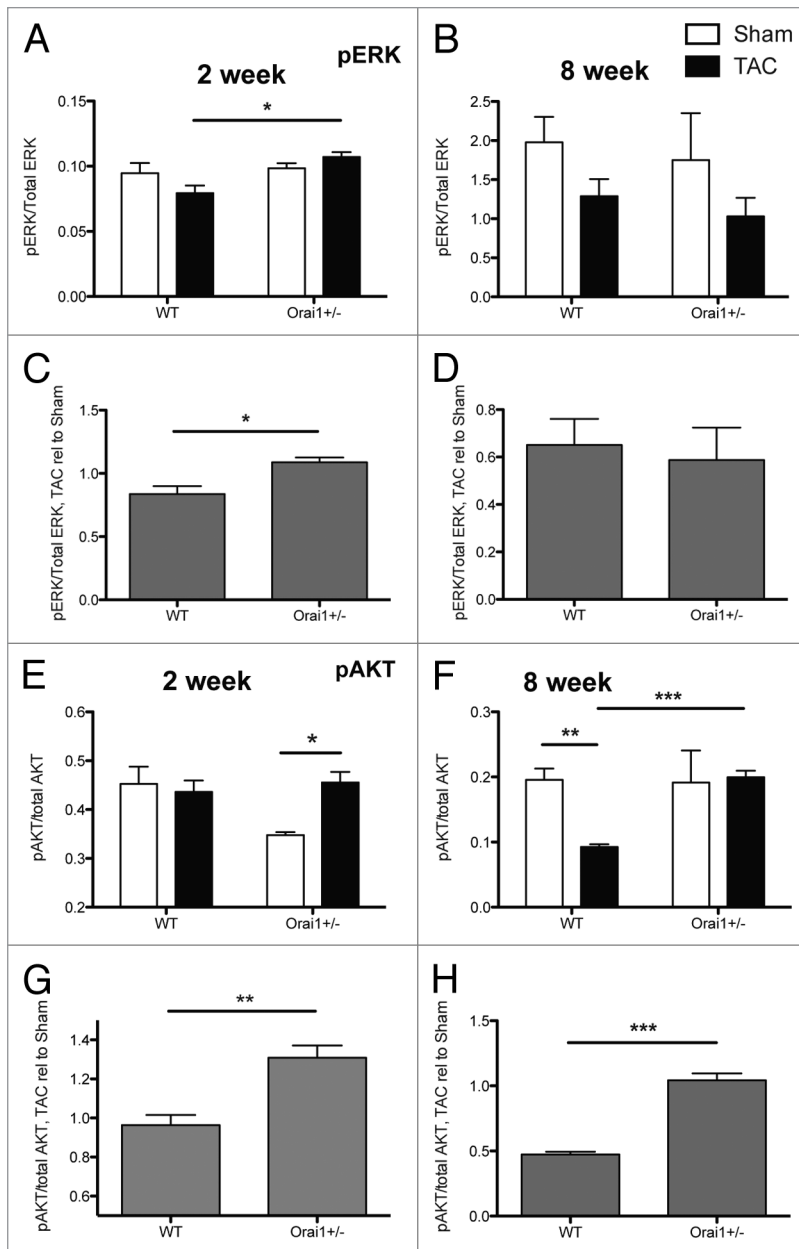 A
2 week
pERK
*
pERK/Total ERK
0.15
0.10
0.05
0.00
WT
Orai1+/-
B
8 week
Sham
TAC
pERK/Total ERK
2.5
2.0
1.5
1.0
0.5
0.0
WT
Orai1+/-
C
*
pERK/Total ERK, TAC rel to Sham
1.5
1.0
0.5
0.0
WT
Orai1+/-
D
pERK/Total ERK, TAC rel to Sham
0.8
0.6
0.4
0.2
0.0
WT
Orai1+/-
E
2 week
pAKT
*
pAKT/total AKT
0.6
0.5
0.4
0.3
0.2
WT
Orai1+/-
F
8 week
***
**
pAKT/total AKT
0.3
0.2
0.1
0.0
WT
Orai1+/-
G
**
pAKT/total AKT, TAC rel to Sham
1.4
1.2
1.0
0.8
0.6
WT
Orai1+/-
H
***
pAKT/total AKT, TAC rel to Sham
1.5
1.0
0.5
0.0
WT
Orai1+/-